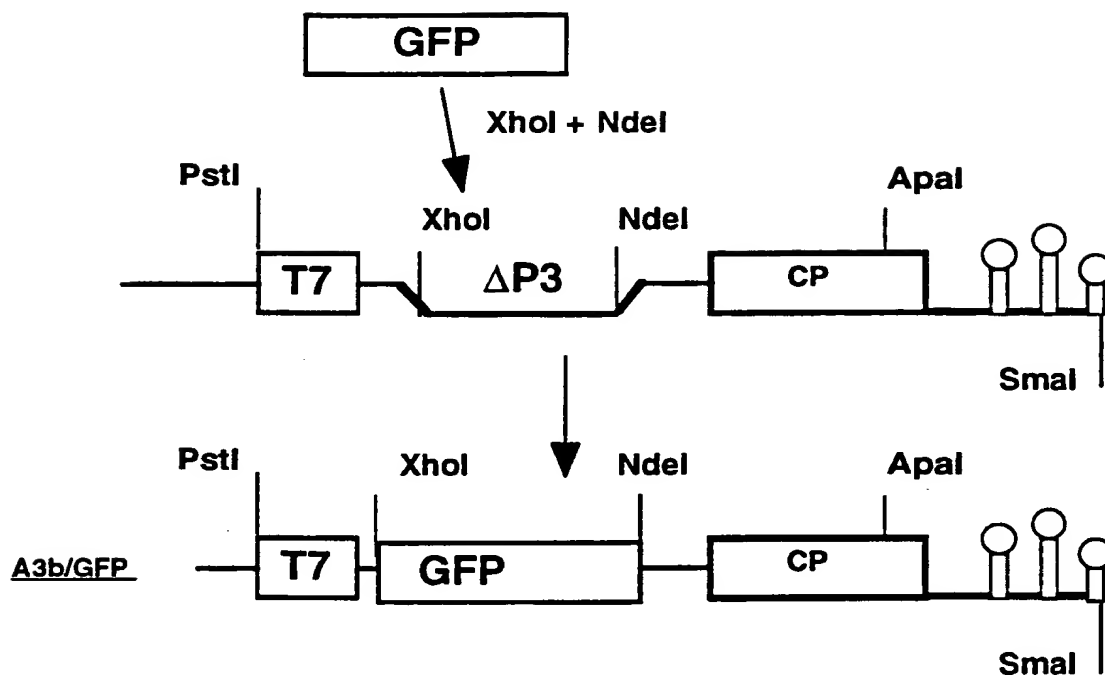 GFP
XhoI + NdeI
PstI
ApaI
XhoI
NdeI
T7
ΔP3
CP
SmaI
PstI
XhoI
NdeI
ApaI
A3b/GFP
T7
GFP
CP
SmaI